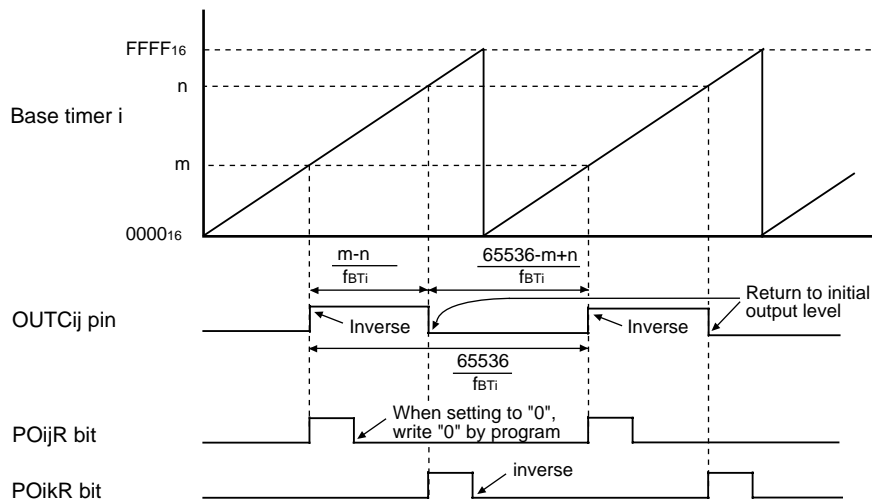 FFFF16
n
Base timer i
m
000016
m-n
fBTi
65536-m+n
fBTi
Return to initial
output level
OUTCij pin
Inverse
Inverse
65536
fBTi
When setting to "0",
write "0" by program
POijR bit
inverse
POikR bit